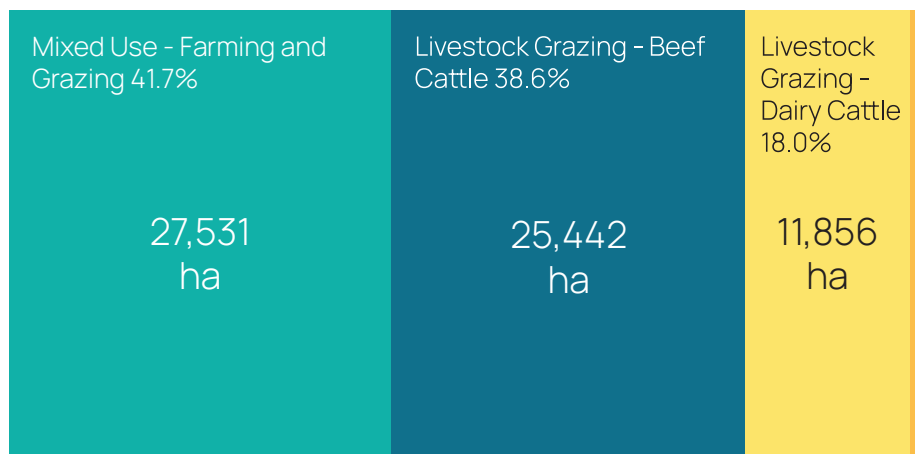 Mixed Use - Farming and
Grazing 41.7%
27,531
ha
Livestock Grazing - Beef
Cattle 38.6%
25,442
ha
Livestock
Grazing -
Dairy Cattle
18.0%
11,856
ha